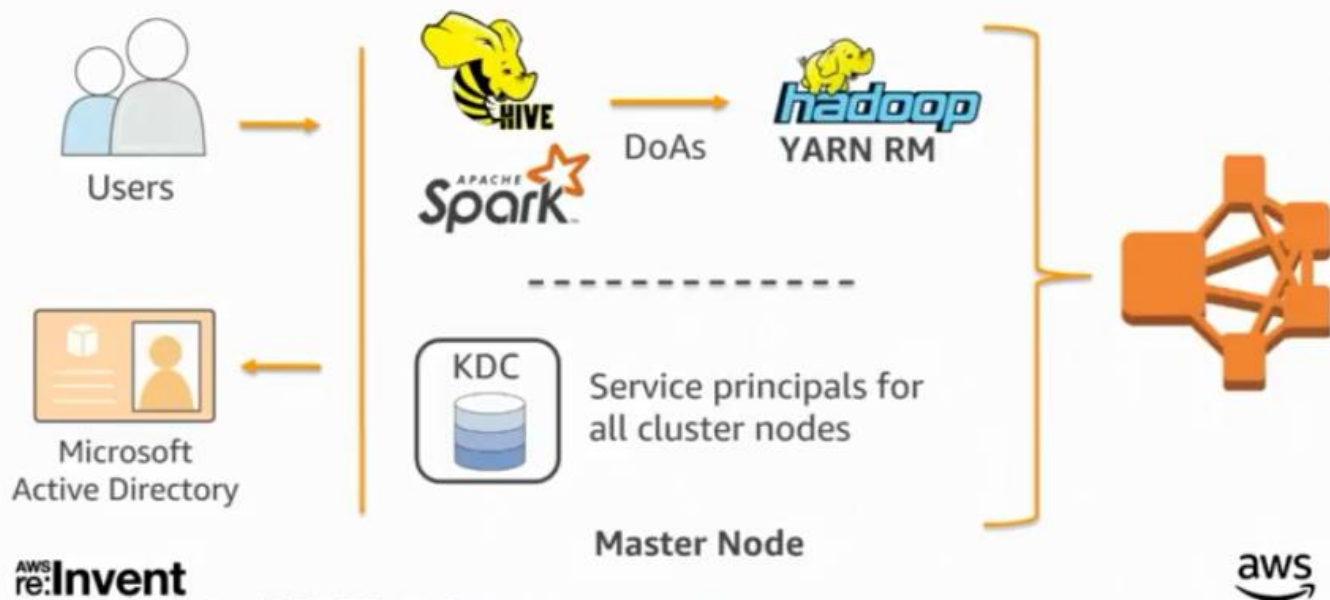 Users
HIVE
DoAs
hadoop
YARN RM
APACHE
Spark
Microsoft
Active Directory
KDC
Service principals for
all cluster nodes
Master Node
AWS
re:Invent
aws